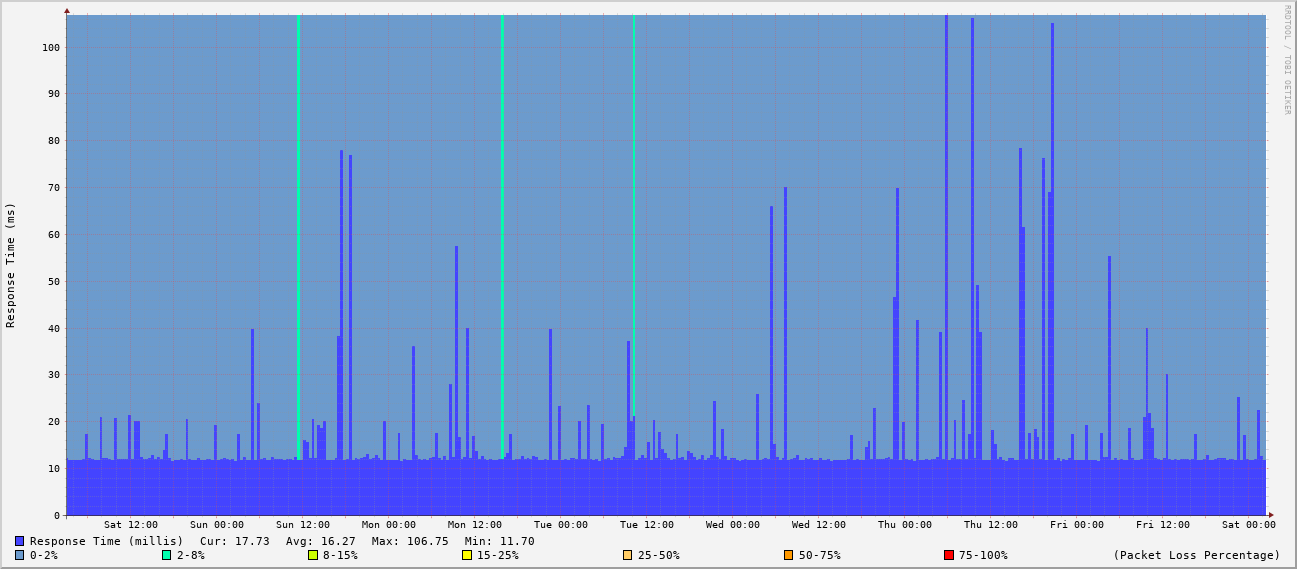 RRDTOOL / TOBI OETIKER
Response Time (ms)
100
90
80
70
60
50
40
30
20
10
0
Sat 12:00 Sun 00:00 Sun 12:00 Mon 00:00 Mon 12:00 Tue 00:00 Tue 12:00 Wed 00:00 Wed 12:00 Thu 00:00 Thu 12:00 Fri 00:00 Fri 12:00 Sat 00:00
Response Time (millis) Cur: 17.73 Avg: 16.27 Max: 106.75 Min: 11.70
0-2% 2-8% 8-15% 15-25% 25-50% 50-75% 75-100% (Packet Loss Percentage)